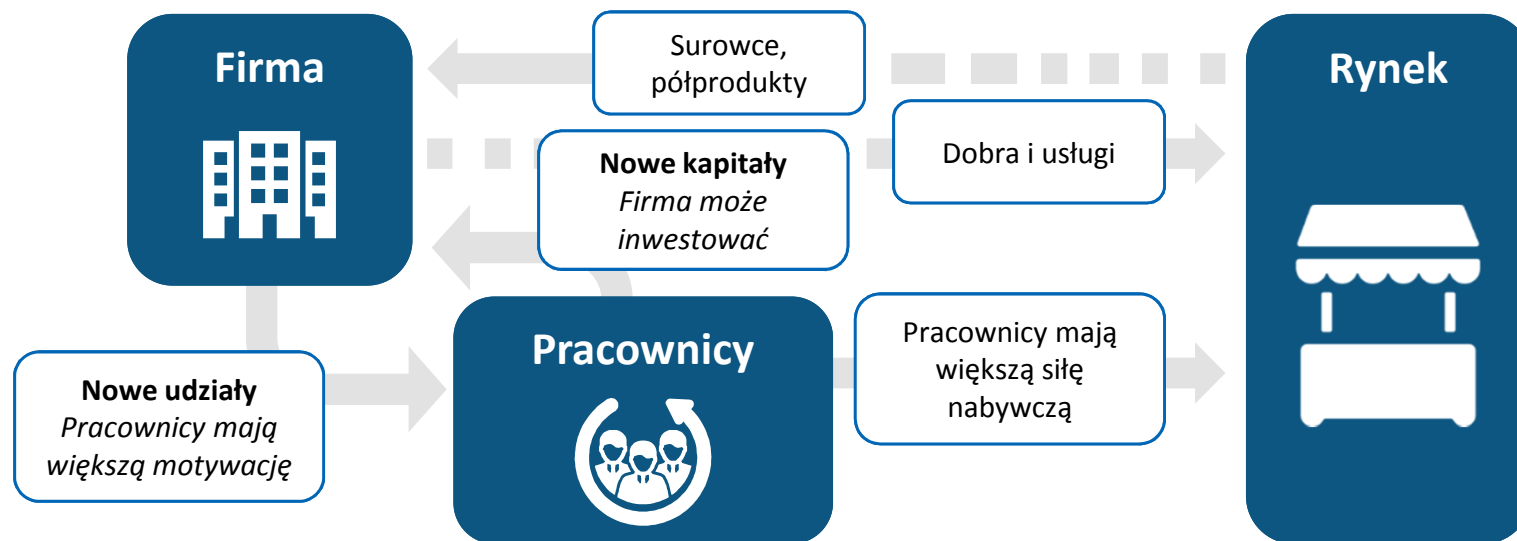 Firma
Surowce,
półprodukty
Rynek
Nowe kapitały
Firma może
inwestować
Dobra i usługi
Nowe udziały
Pracownicy mają
większą motywację
Pracownicy
Pracownicy mają
większą siłę
nabywczą